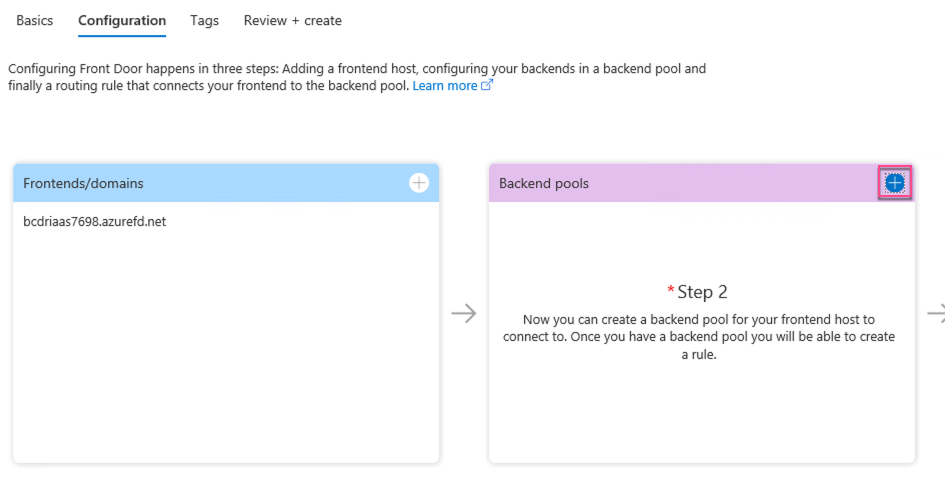 Basics Configuration Tags Review + create
Configuring Front Door happens in three steps: Adding a frontend host, configuring your backends in a backend pool and
finally a routing rule that connects your frontend to the backend pool. Learn more
Frontends/domains
bcdriaas7698.azurefd.net
Backend pools
* Step 2
Now you can create a backend pool for your frontend host to
connect to. Once you have a backend pool you will be able to create
a rule.